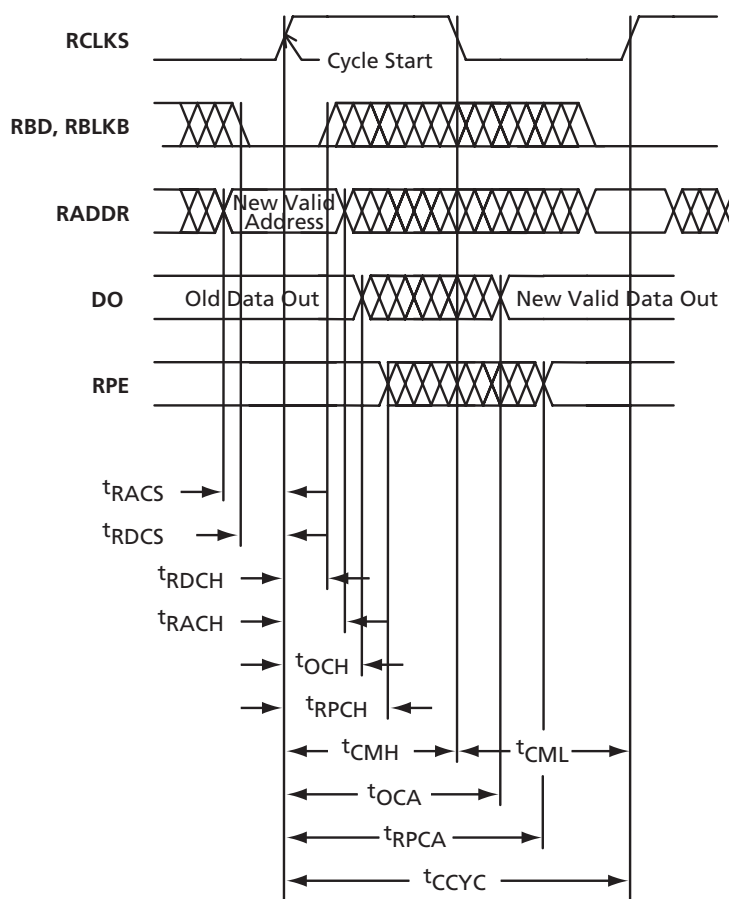 RCLKS
Cycle Start
RBD, RBLKB
RADDR
New Valid
Address
DO
Old Data Out
New Valid Data Out
RPE
tRACS
tRDCS
tRDCH
tRACH
tOCH
tRPCH
tCMH
tCML
tOCA
tRPCA
tCCYC